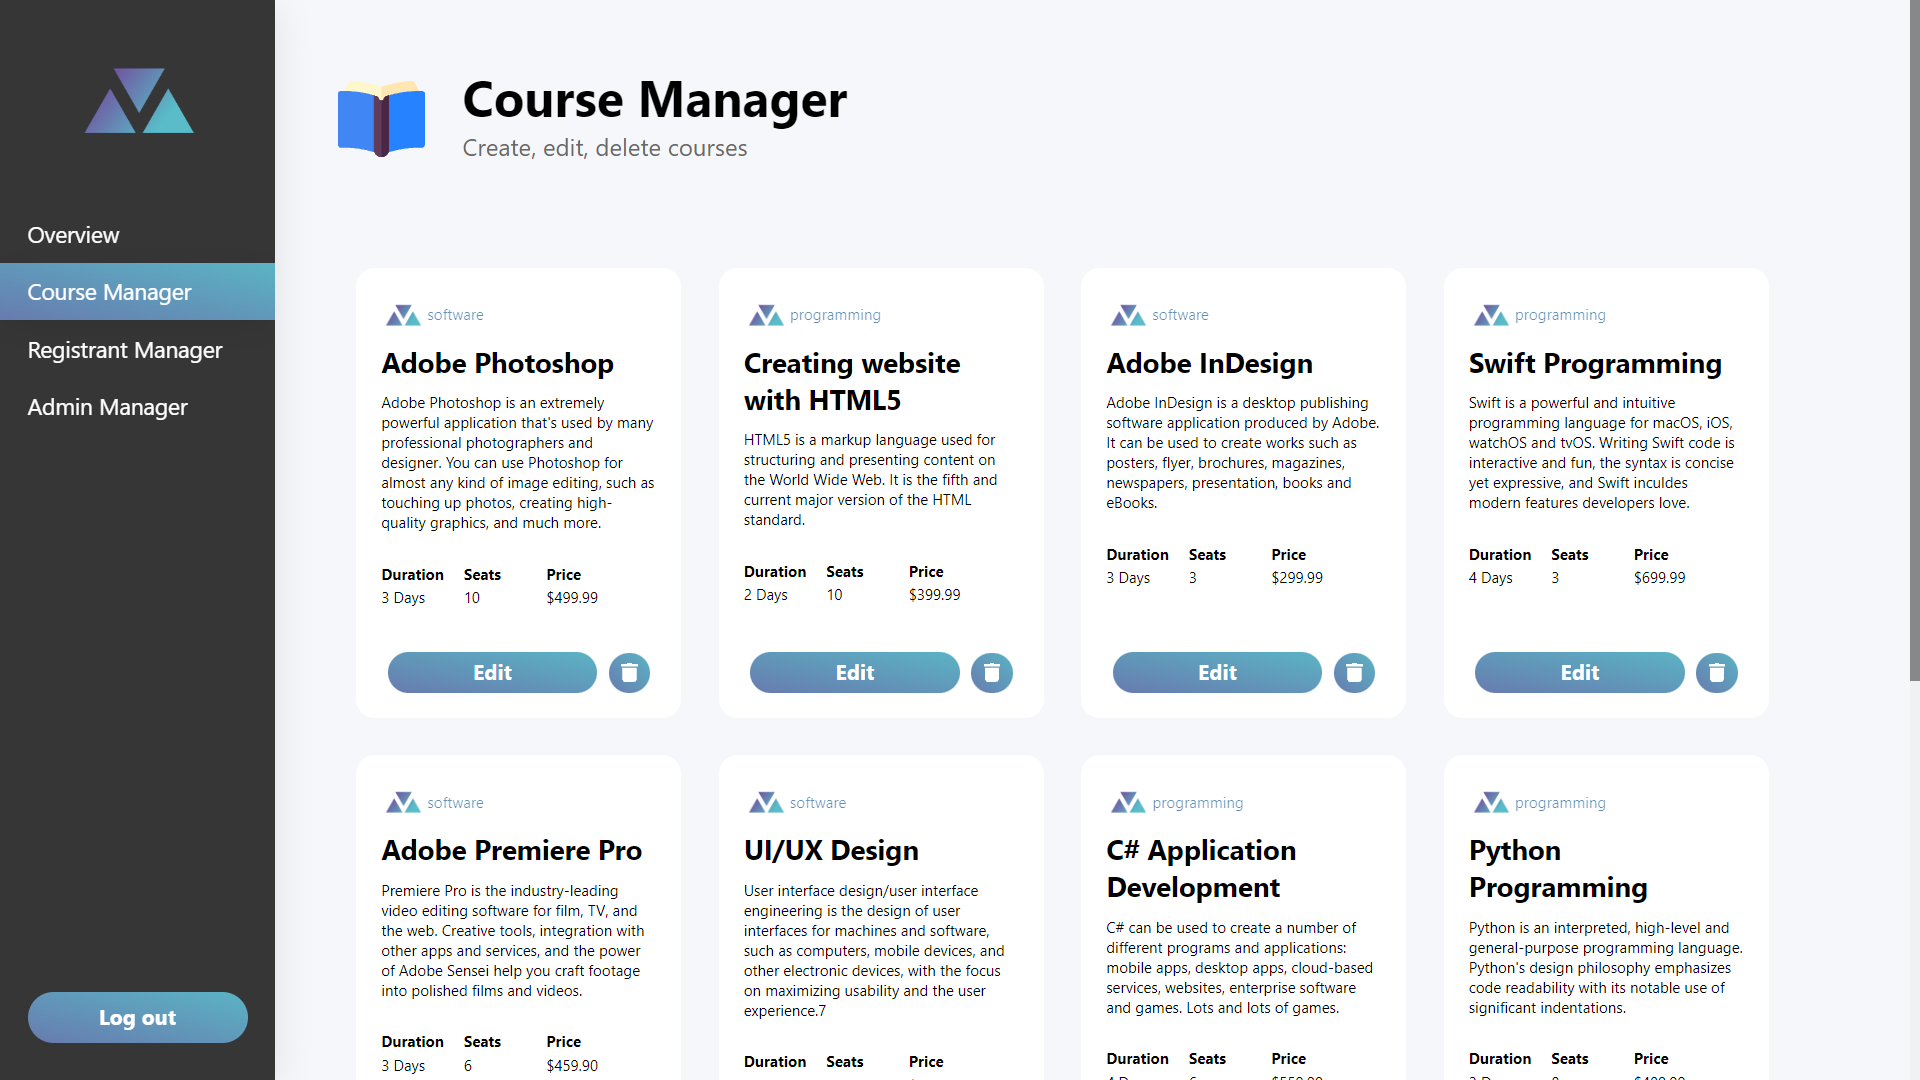 Overview
Course Manager
Registrant Manager
Admin Manager
Log out
Course Manager
Create, edit, delete courses
software
Adobe Photoshop
Adobe Photoshop is an extremely
powerful application that's used by many
professional photographers and
designer. You can use Photoshop for
almost any kind of image editing, such as
touching up photos, creating high-
quality graphics, and much more.
Duration Seats Price
3 Days 10 $499.99
Edit
programming
Creating website
with HTML5
HTML5 is a markup language used for
structuring and presenting content on
the World Wide Web. It is the fifth and
current major version of the HTML
standard.
Duration Seats Price
2 Days 10 $399.99
Edit
software
Adobe InDesign
Adobe InDesign is a desktop publishing
software application produced by Adobe.
It can be used to create works such as
posters, flyer, brochures, magazines,
newspapers, presentation, books and
eBooks.
Duration Seats Price
3 Days 3 $299.99
Edit
programming
Swift Programming
Swift is a powerful and intuitive
programming language for macOS, iOS,
watchOS and tvOS. Writing Swift code is
interactive and fun, the syntax is concise
yet expressive, and Swift inculdes
modern features developers love.
Duration Seats Price
4 Days 3 $699.99
Edit
software
Adobe Premiere Pro
Premiere Pro is the industry-leading
video editing software for film, TV, and
the web. Creative tools, integration with
other apps and services, and the power
of Adobe Sensei help you craft footage
into polished films and videos.
Duration Seats Price
3 Days 6 $459.90
software
UI/UX Design
User interface design/user interface
engineering is the design of user
interfaces for machines and software,
such as computers, mobile devices, and
other electronic devices, with the focus
on maximizing usability and the user
experience.7
Duration Seats Price
programming
C# Application
Development
C# can be used to create a number of
different programs and applications:
mobile apps, desktop apps, cloud-based
services, websites, enterprise software
and games. Lots and lots of games.
Duration Seats Price
programming
Python
Programming
Python is an interpreted, high-level and
general-purpose programming language.
Python's design philosophy emphasizes
code readability with its notable use of
significant indentations.
Duration Seats Price